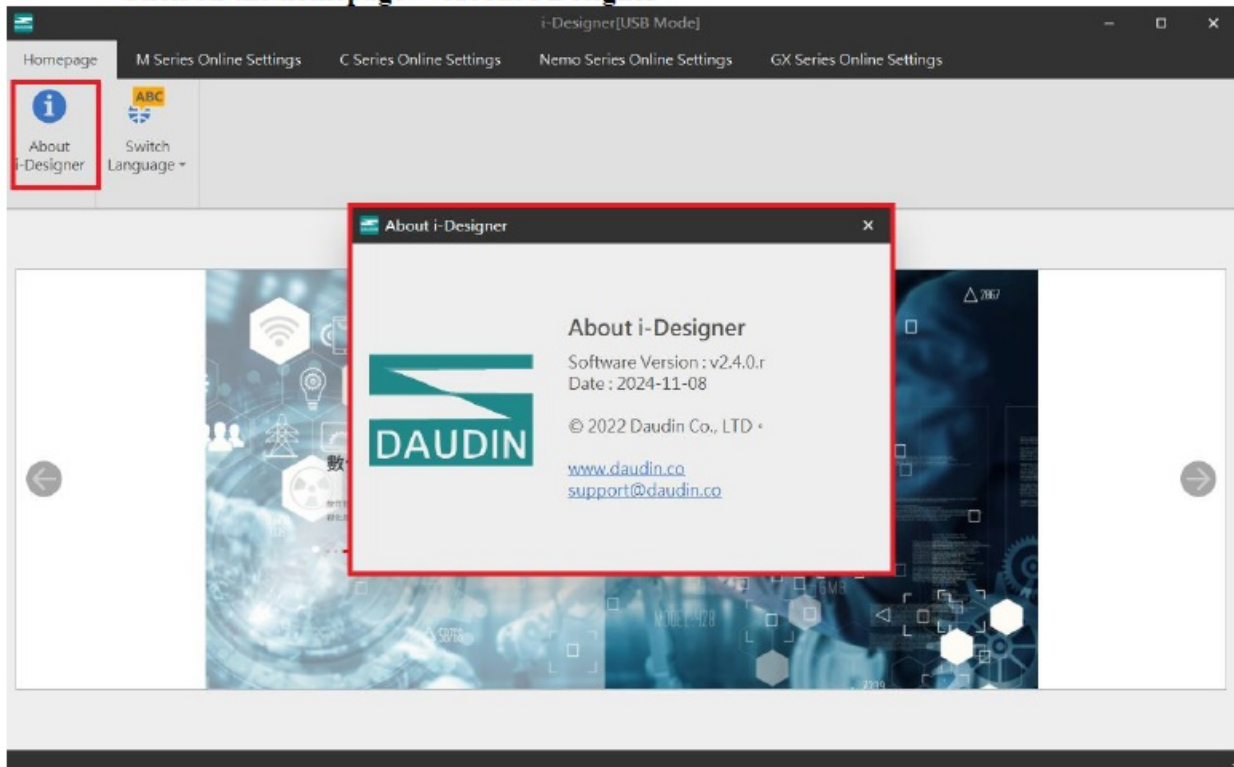 i-Designer[USB Mode]
Homepage
M Series Online Settings
C Series Online Settings
Nemo Series Online Settings
GX Series Online Settings
About
i-Designer
ABC
Switch
Language
About i-Designer
About i-Designer
Software Version : v2.4.0.r
Date : 2024-11-08
© 2022 Daudin Co., LTD。
www.daudin.co
support@daudin.co
DAUDIN
2867
數